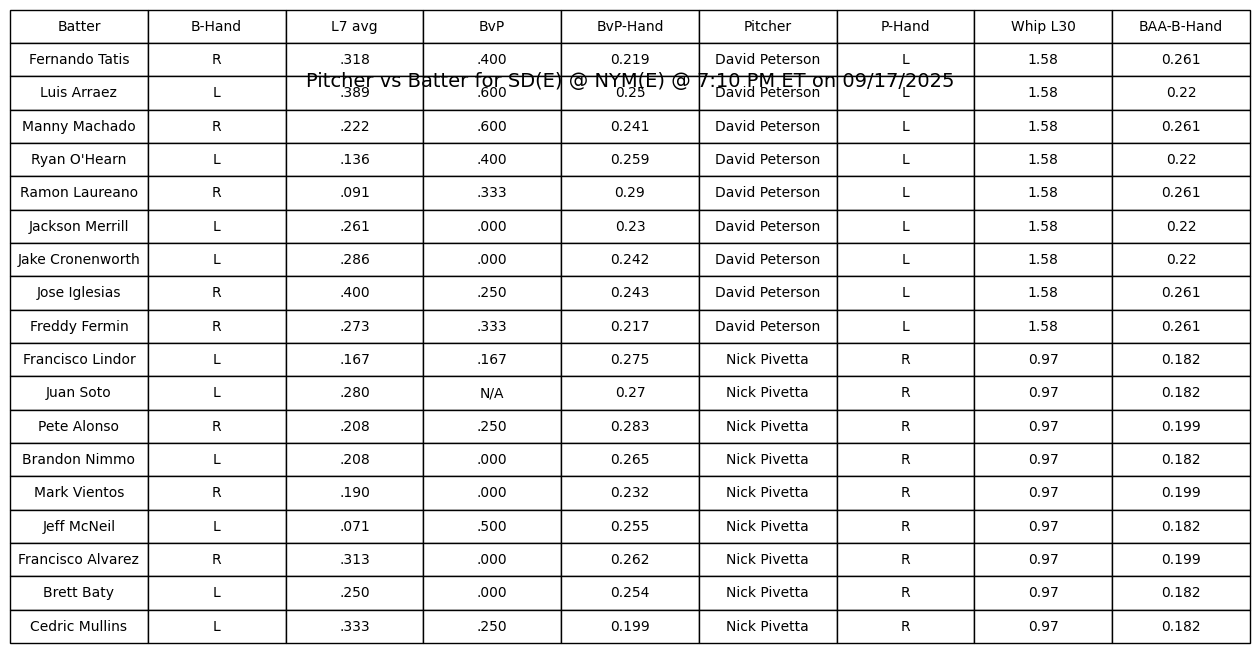 Batter B-Hand L7 avg BvP BvP-Hand Pitcher P-Hand Whip L30 BAA-B-Hand
Fernando Tatis R .318 .400 0.219 David Peterson L 1.58 0.261
Pitcher vs Batter for SD(E) @ NYM(E) @ 7:10 PM ET on 09/17/2025
Luis Arraez L .389 .600 0.25 David Peterson L 1.58 0.22
Manny Machado R .222 .600 0.241 David Peterson L 1.58 0.261
Ryan O'Hearn L .136 .400 0.259 David Peterson L 1.58 0.22
Ramon Laureano R .091 .333 0.29 David Peterson L 1.58 0.261
Jackson Merrill L .261 .000 0.23 David Peterson L 1.58 0.22
Jake Cronenworth L .286 .000 0.242 David Peterson L 1.58 0.22
Jose Iglesias R .400 .250 0.243 David Peterson L 1.58 0.261
Freddy Fermin R .273 .333 0.217 David Peterson L 1.58 0.261
Francisco Lindor L .167 .167 0.275 Nick Pivetta R 0.97 0.182
Juan Soto L .280 N/A 0.27 Nick Pivetta R 0.97 0.182
Pete Alonso R .208 .250 0.283 Nick Pivetta R 0.97 0.199
Brandon Nimmo L .208 .000 0.265 Nick Pivetta R 0.97 0.182
Mark Vientos R .190 .000 0.232 Nick Pivetta R 0.97 0.199
Jeff McNeil L .071 .500 0.255 Nick Pivetta R 0.97 0.182
Francisco Alvarez R .313 .000 0.262 Nick Pivetta R 0.97 0.199
Brett Baty L .250 .000 0.254 Nick Pivetta R 0.97 0.182
Cedric Mullins L .333 .250 0.199 Nick Pivetta R 0.97 0.182